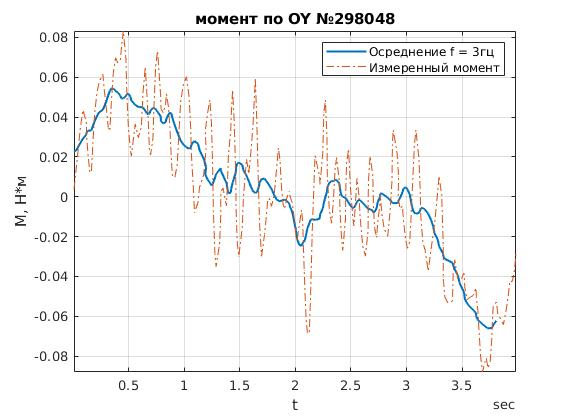 момент по OY №298048
Осреднение f = 3гц
Измеренный момент
M, Н*м
0.08
0.06
0.04
0.02
0
-0.02
-0.04
-0.06
-0.08
0.5
1
1.5
2
2.5
3
3.5
t
sec